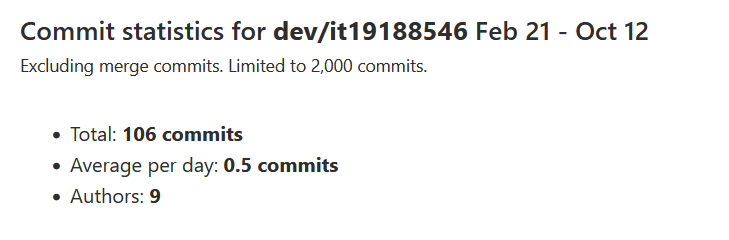 Commit statistics for dev/it19188546 Feb 21 - Oct 12
Excluding merge commits. Limited to 2,000 commits.
• Total: 106 commits
• Average per day: 0.5 commits
• Authors: 9